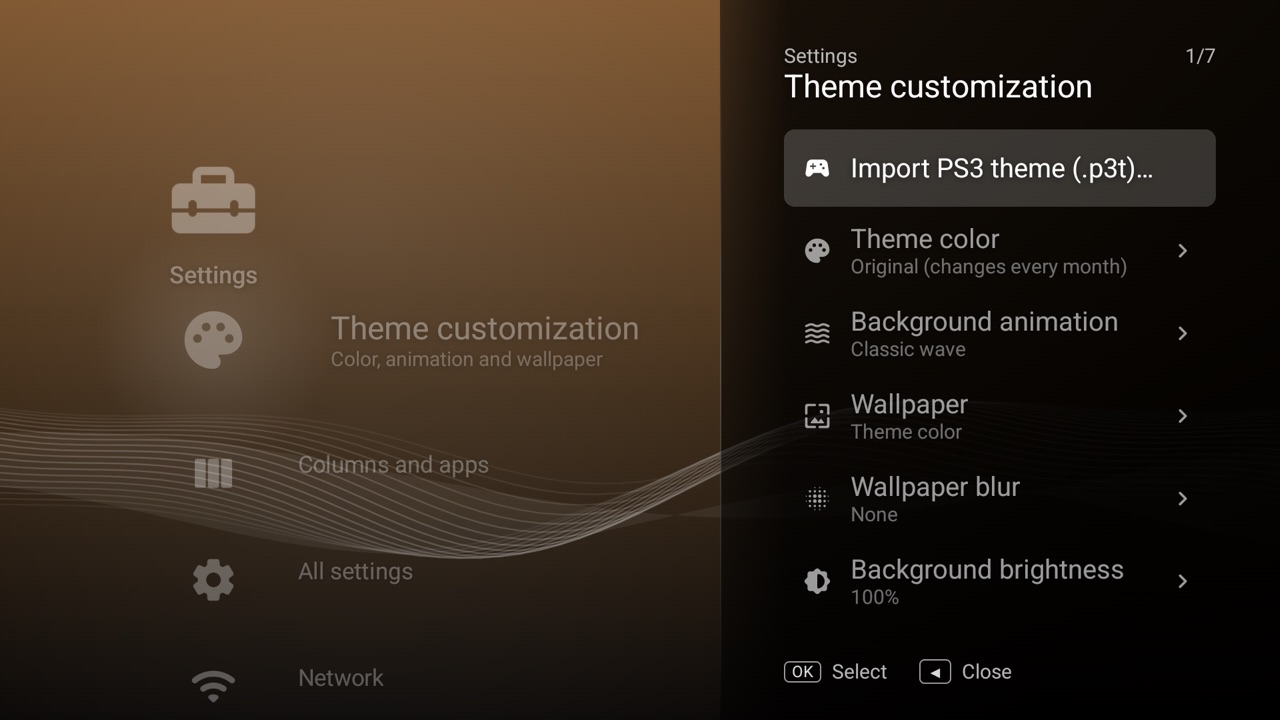 Settings
Theme customization
Color, animation and wallpaper
Columns and apps
All settings
Network
Settings
1/7
Theme customization
Import PS3 theme (.p3t)...
Theme color
Original (changes every month)
Background animation
Classic wave
Wallpaper
Theme color
Wallpaper blur
None
Background brightness
100%
OK Select ◄ Close